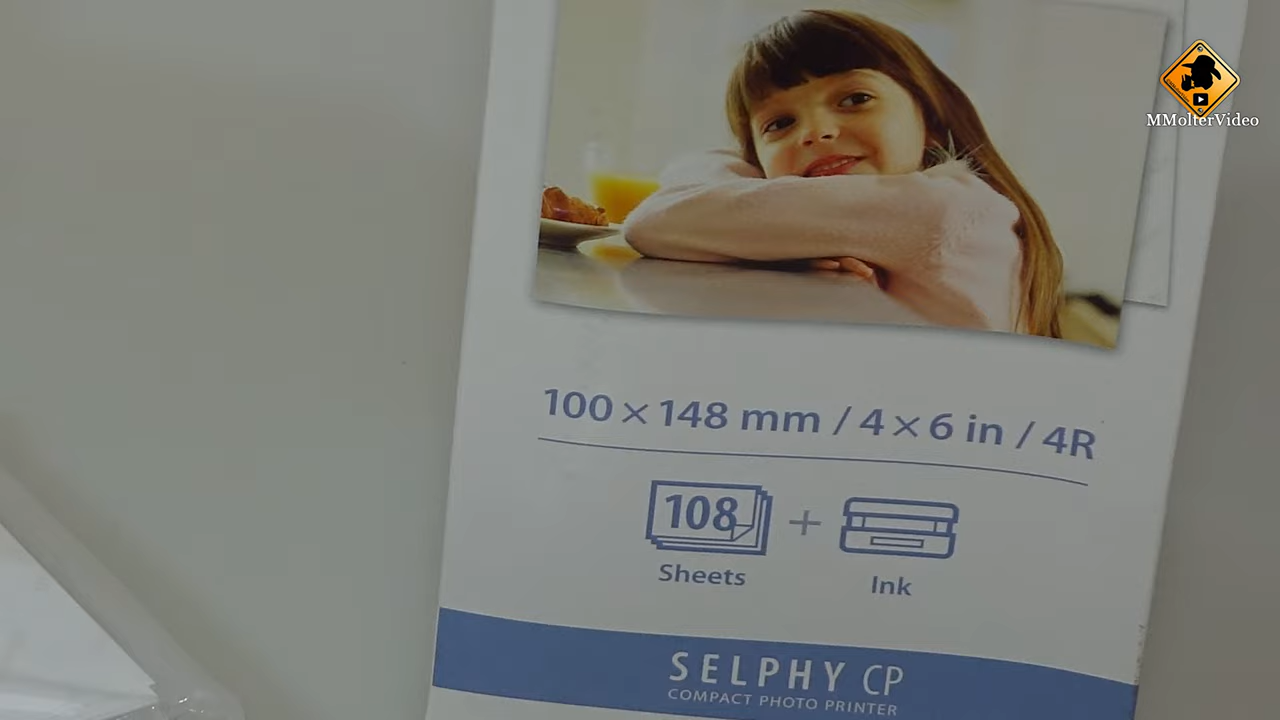 MMolterVideo
100 × 148 mm / 4 × 6 in / 4R
108 +
Sheets Ink
SELPHY CP
COMPACT PHOTO PRINTER